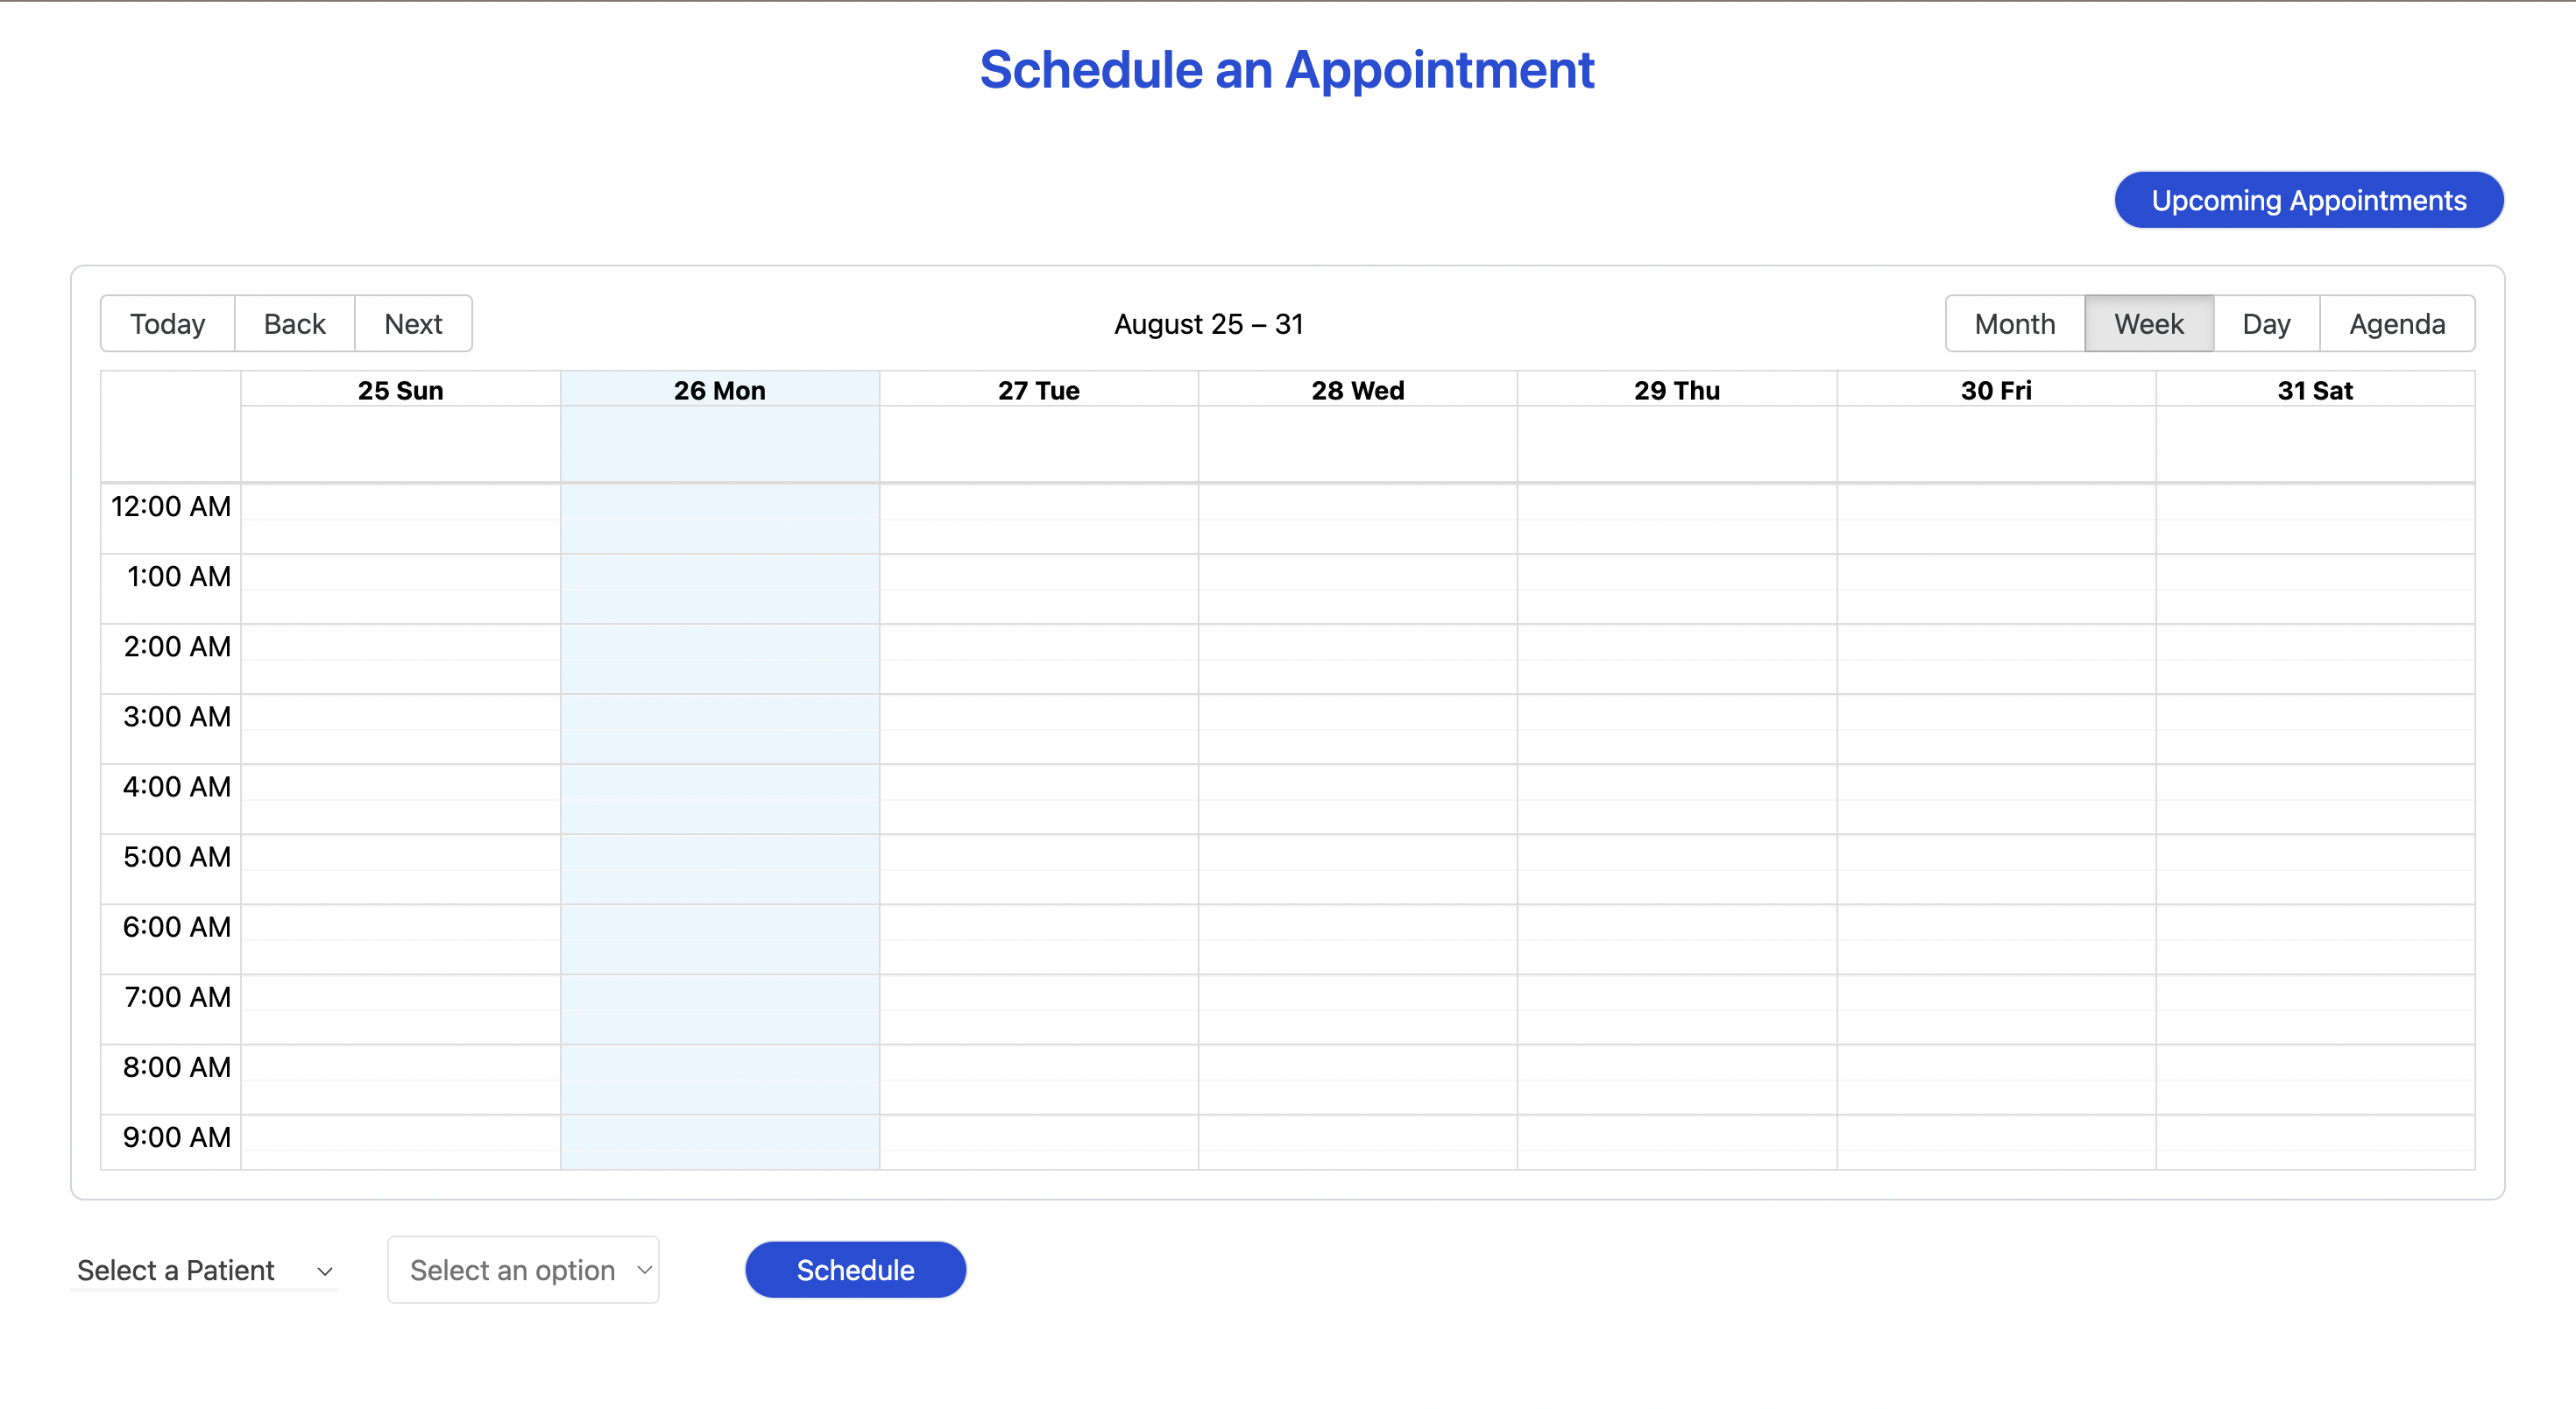 Schedule an Appointment
Upcoming Appointments
Today Back Next August 25 – 31 Month Week Day Agenda
25 Sun 26 Mon 27 Tue 28 Wed 29 Thu 30 Fri 31 Sat
12:00 AM
1:00 AM
2:00 AM
3:00 AM
4:00 AM
5:00 AM
6:00 AM
7:00 AM
8:00 AM
9:00 AM
Select a Patient Select an option Schedule